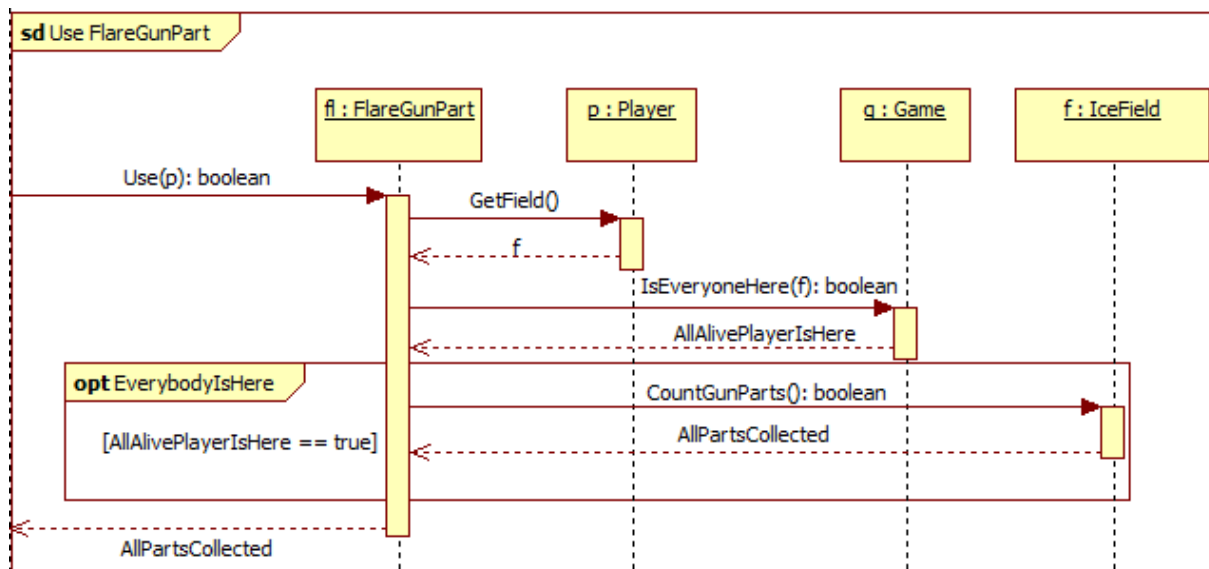 sd Use FlareGunPart
fl : FlareGunPart
p : Player
g : Game
f : IceField
Use(p): boolean
GetField()
f
IsEveryoneHere(f): boolean
AllAlivePlayerIsHere
opt EverybodyIsHere
CountGunParts(): boolean
[AllAlivePlayerIsHere == true]
AllPartsCollected
AllPartsCollected